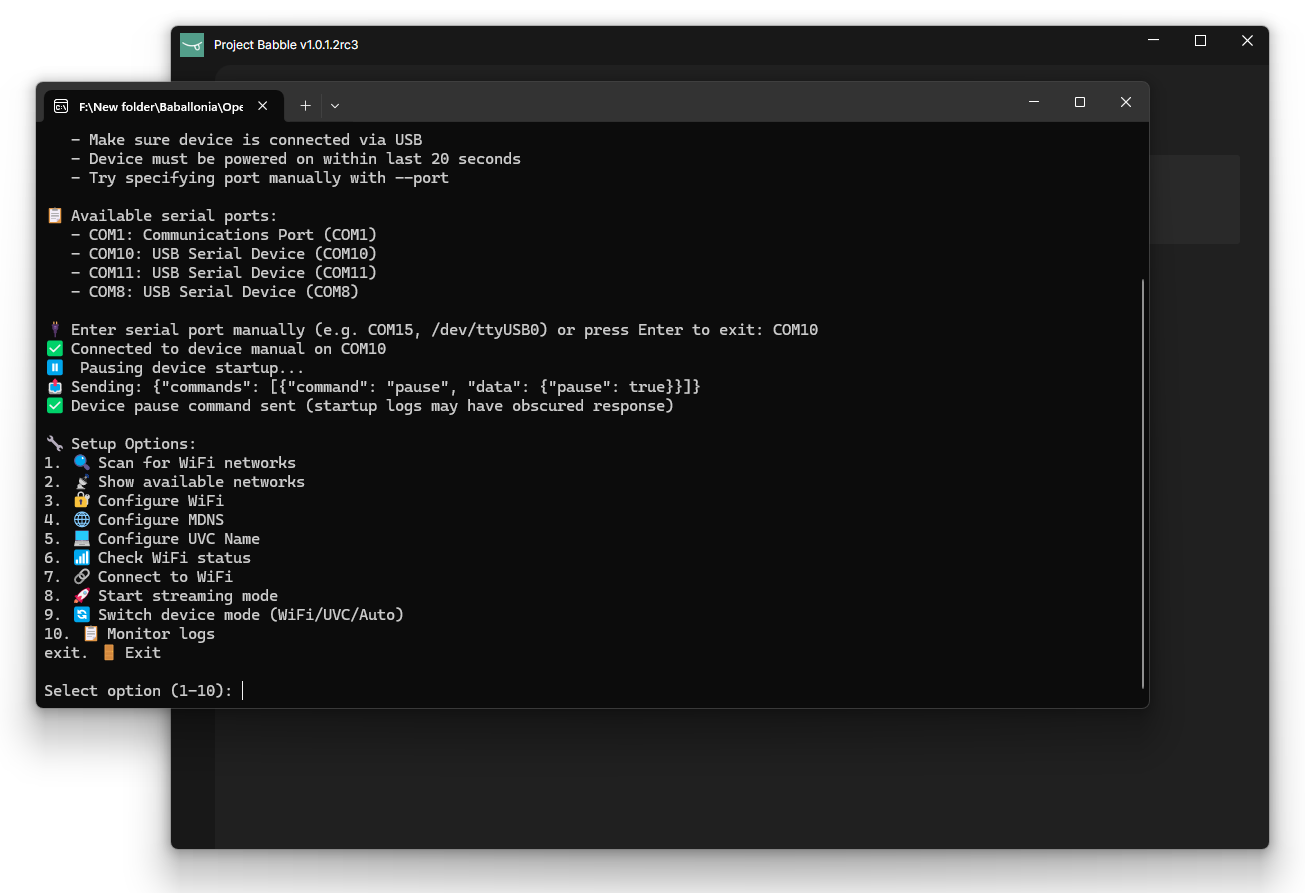 Project Babble v1.0.1.2rc3
F:\New folder\Baballonia\Ope
- Make sure device is connected via USB
- Device must be powered on within last 20 seconds
- Try specifying port manually with --port
📋 Available serial ports:
- COM1: Communications Port (COM1)
- COM10: USB Serial Device (COM10)
- COM11: USB Serial Device (COM11)
- COM8: USB Serial Device (COM8)
🔌 Enter serial port manually (e.g. COM15, /dev/ttyUSB0) or press Enter to exit: COM10
✅ Connected to device manual on COM10
⏸️ Pausing device startup...
📤 Sending: {"commands": [{"command": "pause", "data": {"pause": true}}]}
✅ Device pause command sent (startup logs may have obscured response)
🔧 Setup Options:
1. 🔍 Scan for WiFi networks
2. 📡 Show available networks
3. 🔐 Configure WiFi
4. 🌐 Configure MDNS
5. 💻 Configure UVC Name
6. 📶 Check WiFi status
7. 🔗 Connect to WiFi
8. 🚀 Start streaming mode
9. 🔄 Switch device mode (WiFi/UVC/Auto)
10. 📋 Monitor logs
exit. 🚪 Exit
Select option (1-10):